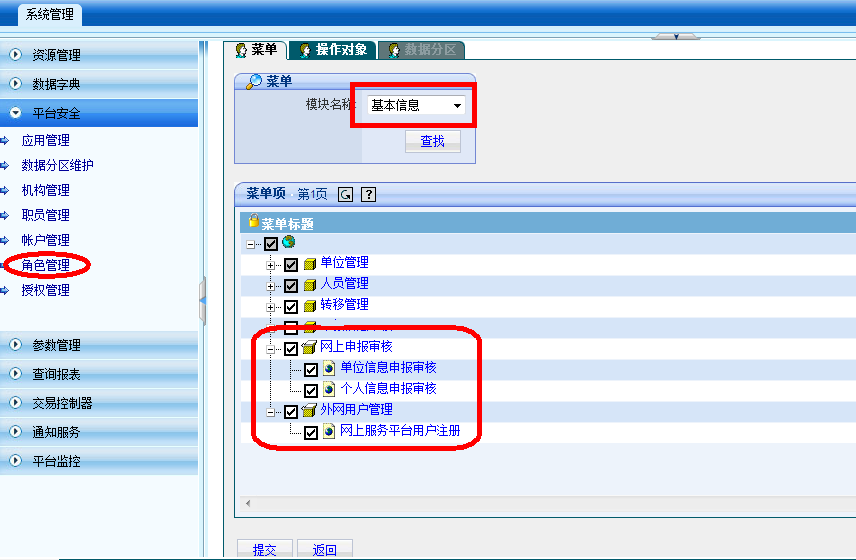 系统管理
资源管理
数据字典
平台安全
应用管理
数据分区维护
机构管理
职员管理
帐户管理
角色管理
授权管理
参数管理
查询报表
交易控制器
通知服务
平台监控
菜单 操作对象 数据分区
菜单
模块名称: 基本信息
查找
菜单项 第1页 ?
菜单标题
单位管理
人员管理
转移管理
网上申报审核
单位信息申报审核
个人信息申报审核
外网用户管理
网上服务平台用户注册
提交 返回